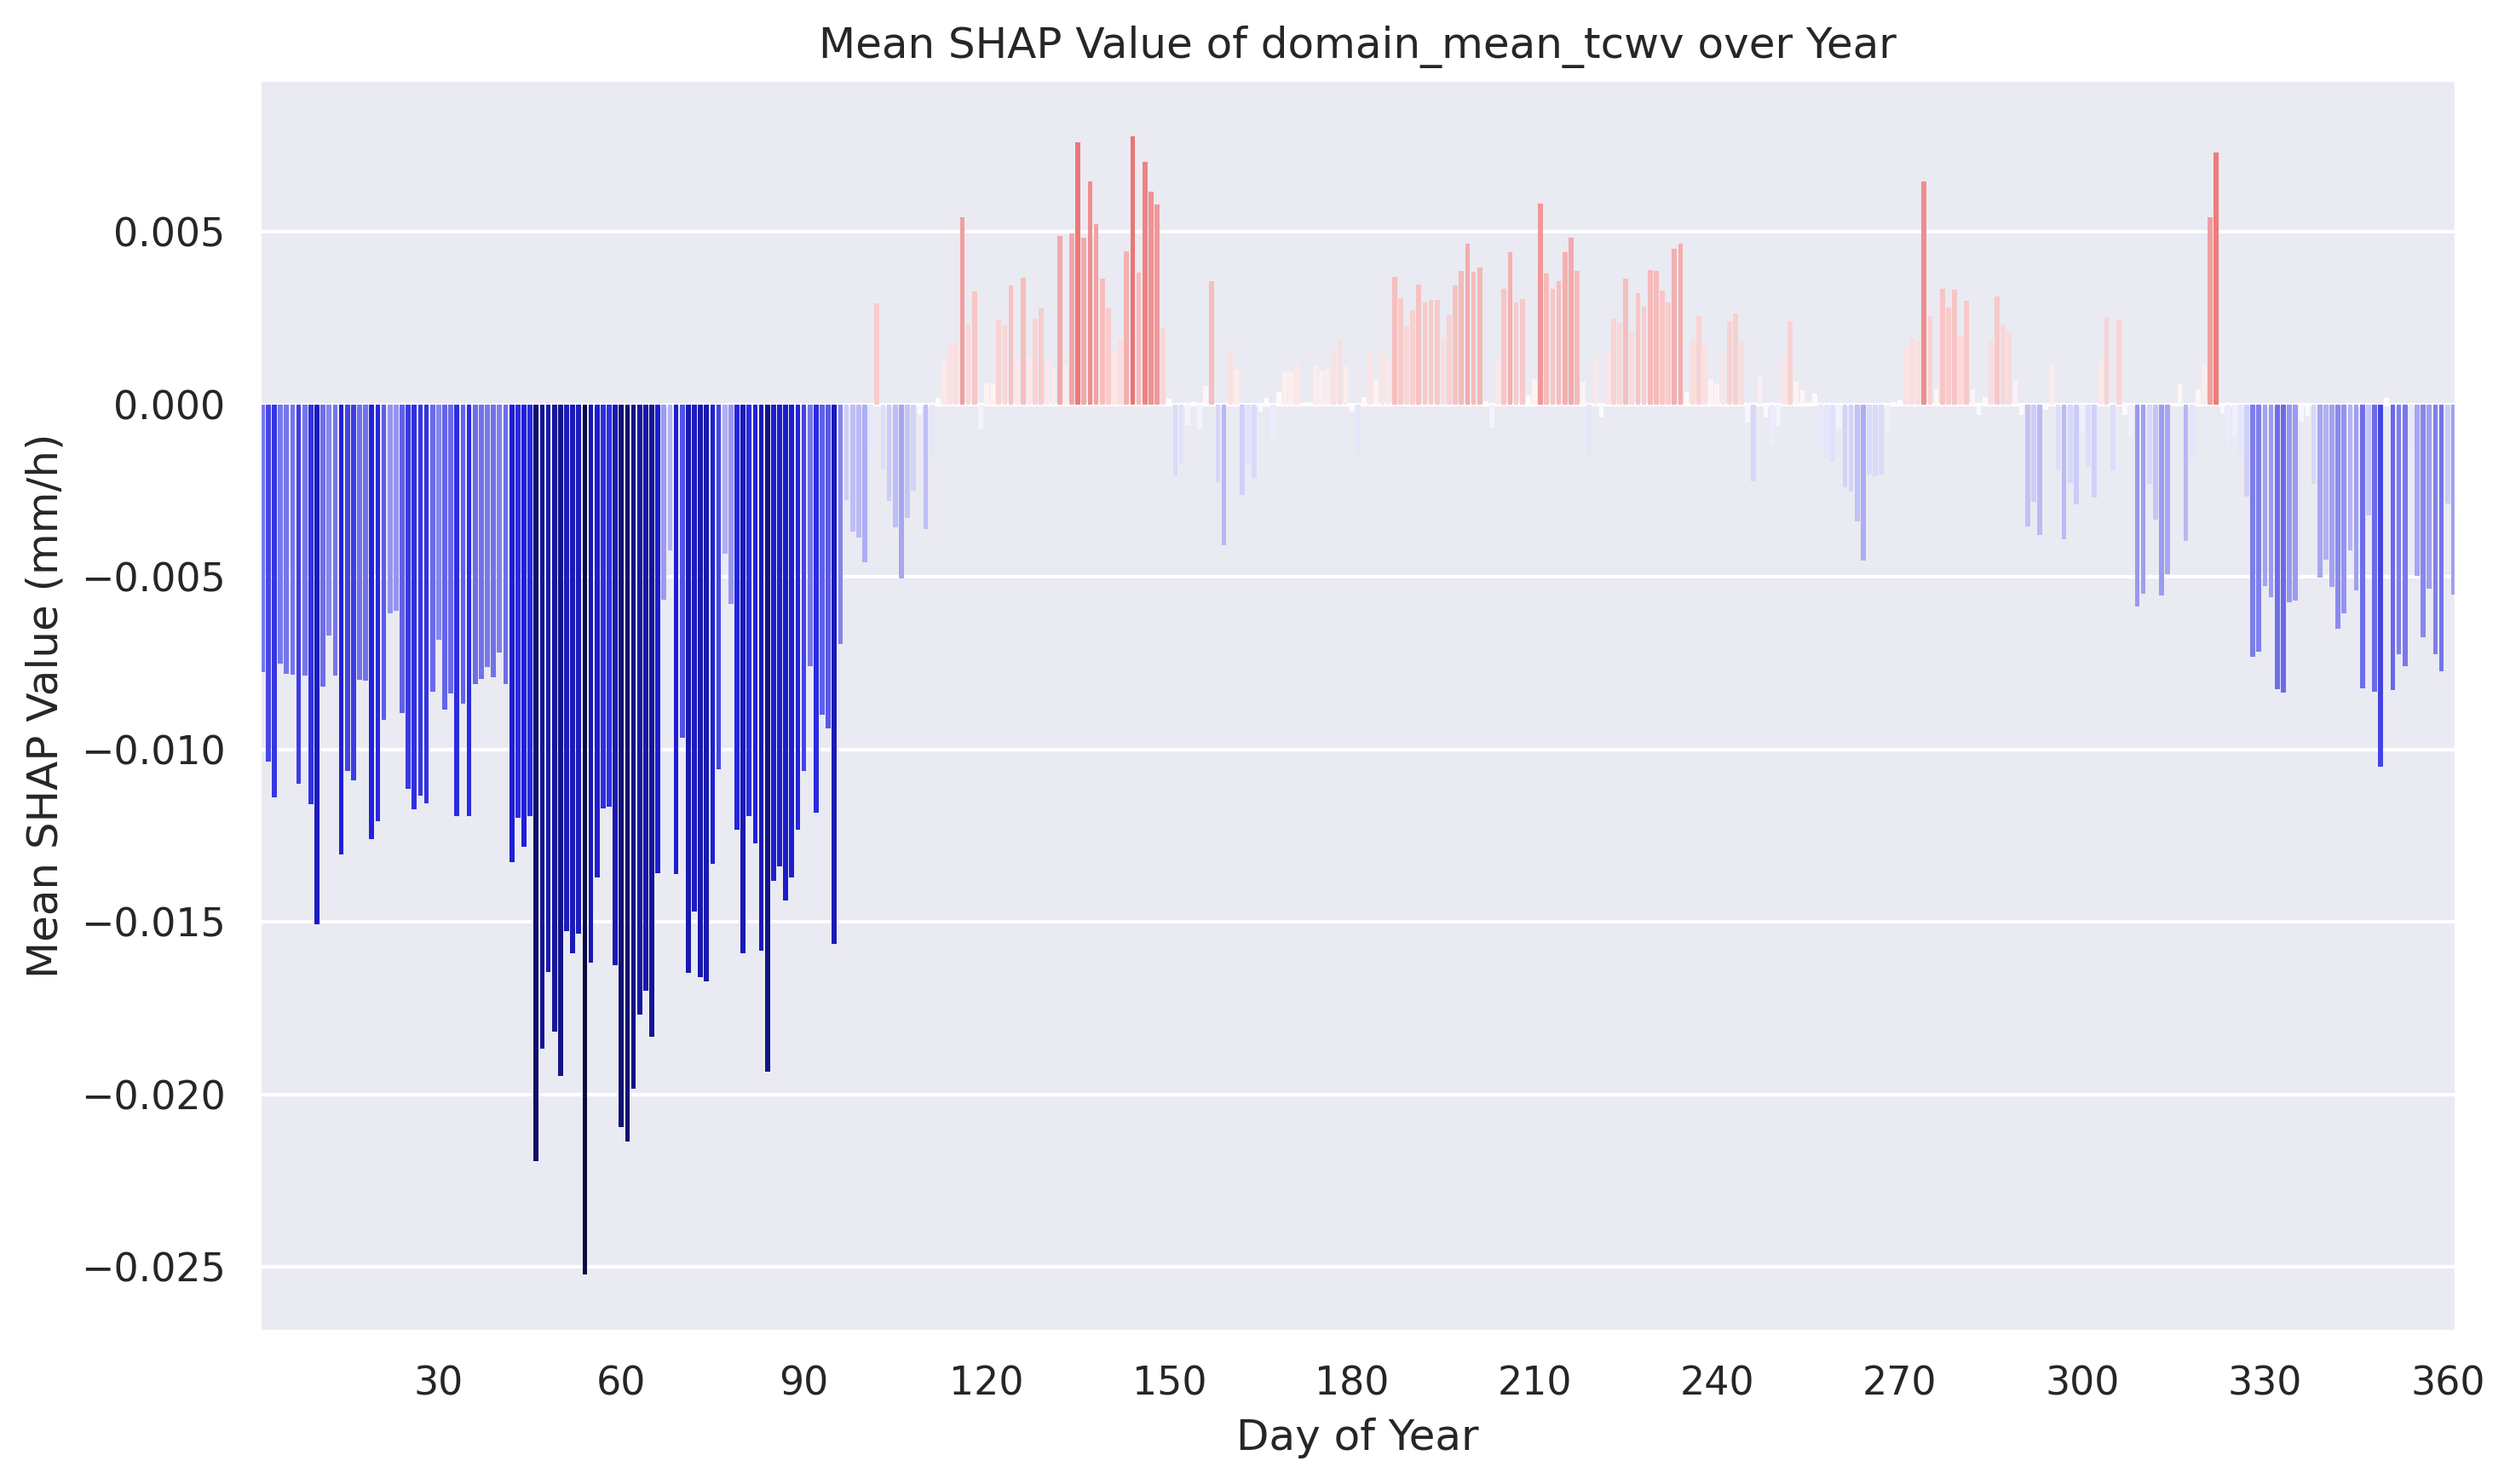 Mean SHAP Value of domain_mean_tcwv over Year
Mean SHAP Value (mm/h)
0.005
0.000
−0.005
−0.010
−0.015
−0.020
−0.025
30 60 90 120 150 180 210 240 270 300 330 360
Day of Year